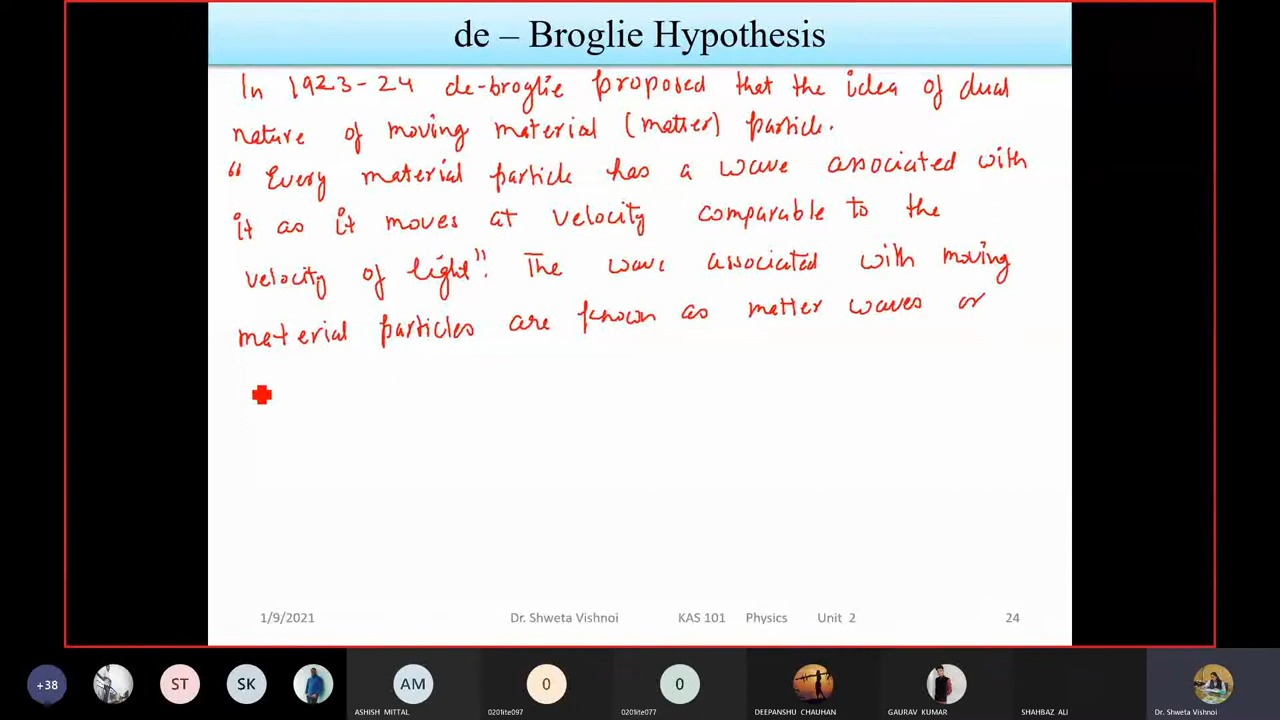 de – Broglie Hypothesis
In 1923-24 de-broglie proposed that the idea of dual
nature of moving material (matter) particle.
“ Every material particle has a wave associated with
it as it moves at velocity comparable to the
velocity of light”. The wave associated with moving
material particles are known as matter waves or
1/9/2021 Dr. Shweta Vishnoi KAS 101 Physics Unit 2 24
+38 ST SK AM 0 0
ASHISH MITTAL 0201ite097 0201ite077 DEEPANSHU CHAUHAN GAURAV KUMAR SHAHBAZ ALI Dr. Shweta Vishnoi